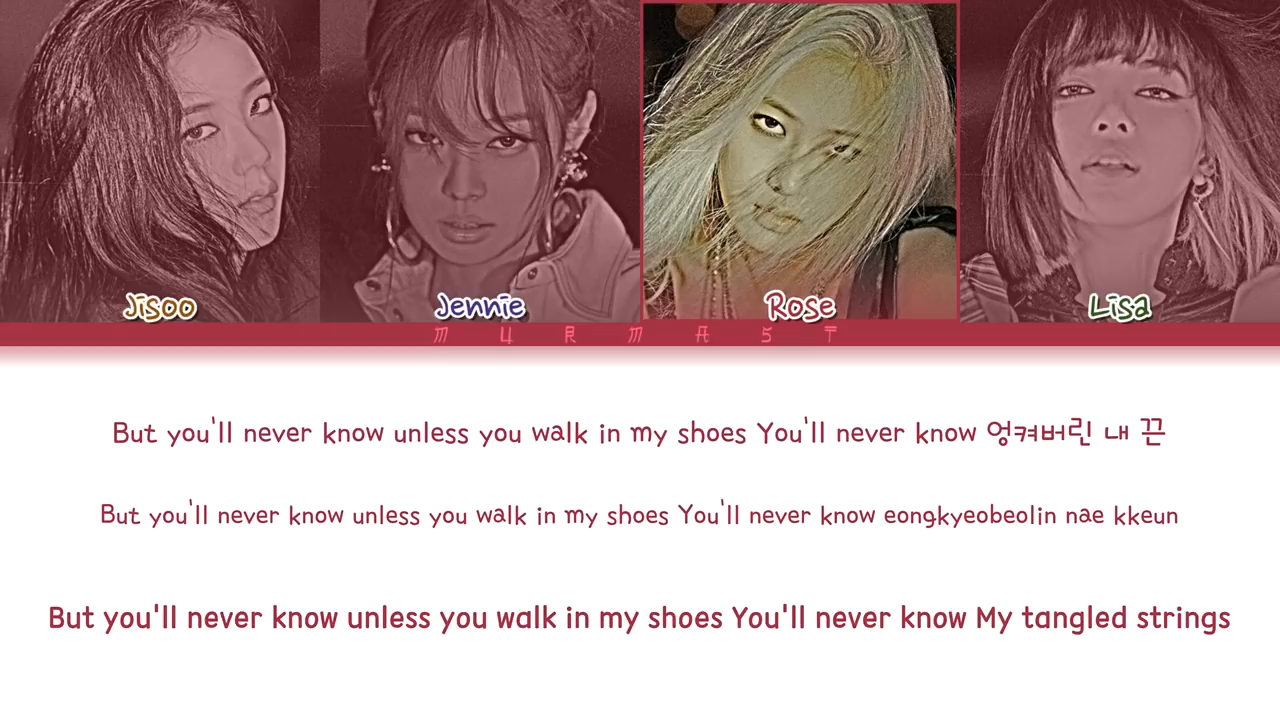 Jisoo
Jennie
Rose
Lisa
But you'll never know unless you walk in my shoes You'll never know 엉켜버린 내 끈
But you'll never know unless you walk in my shoes You'll never know eongkyeobeolin nae kkeun
But you'll never know unless you walk in my shoes You'll never know My tangled strings